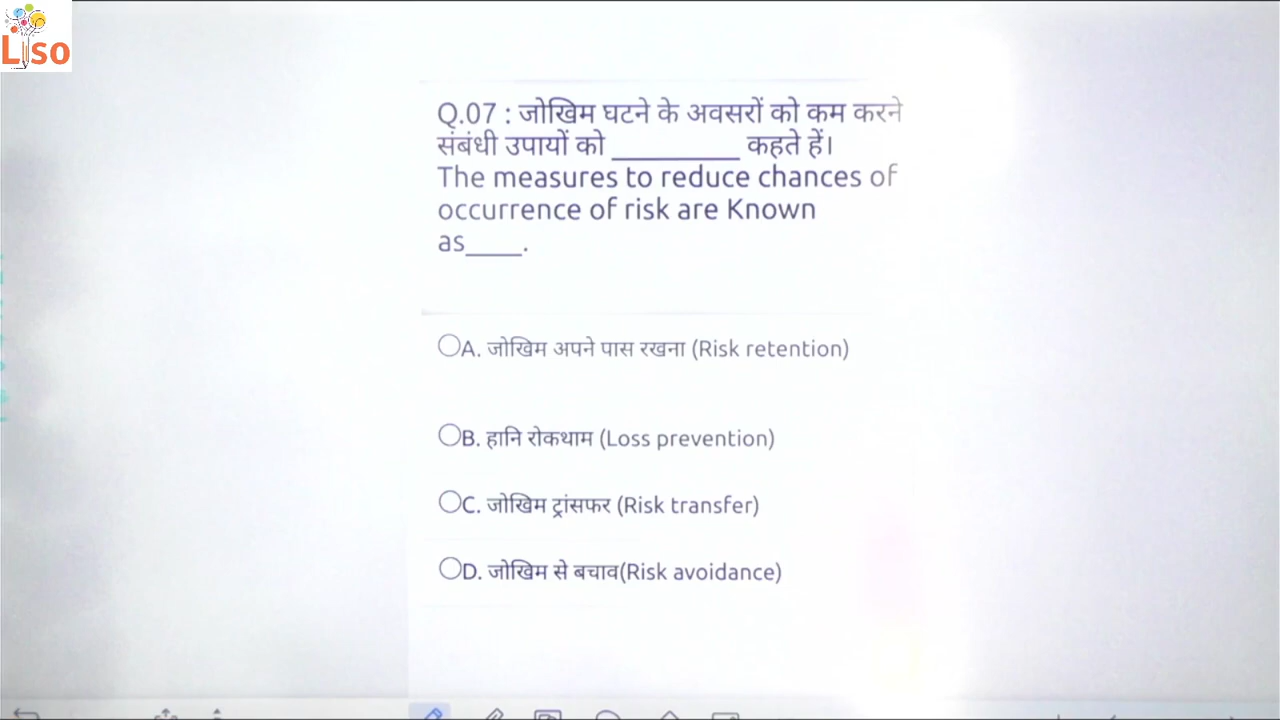 Liso
Q.07 : जोखिम घटने के अवसरों को कम करने
संबंधी उपायों को __________ कहते हैं।
The measures to reduce chances of
occurrence of risk are Known
as____.
A. जोखिम अपने पास रखना (Risk retention)
B. हानि रोकथाम (Loss prevention)
C. जोखिम ट्रांसफर (Risk transfer)
D. जोखिम से बचाव(Risk avoidance)